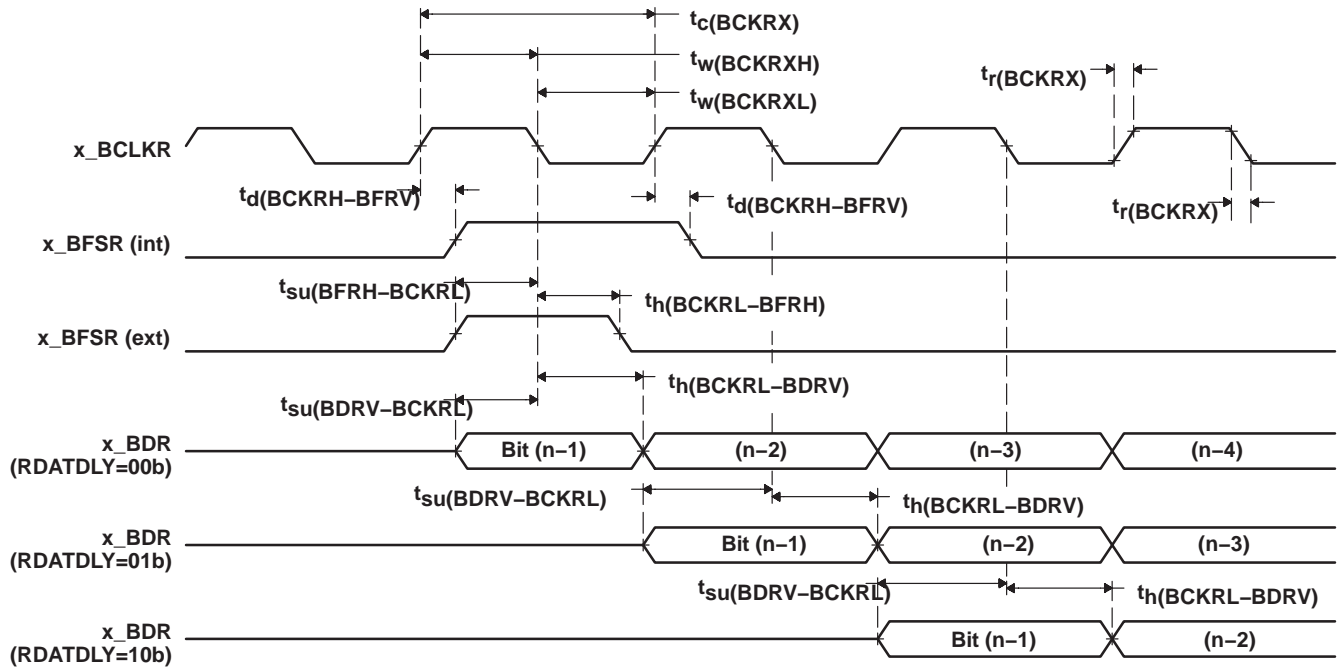 tc(BCKRX)
tw(BCKRXH)
tr(BCKRX)
tw(BCKRXL)
x_BCLKR
td(BCKRH–BFRV)
td(BCKRH–BFRV)
tr(BCKRX)
x_BFSR (int)
tsu(BFRH–BCKRL)
th(BCKRL–BFRH)
x_BFSR (ext)
th(BCKRL–BDRV)
tsu(BDRV–BCKRL)
x_BDR
(RDATDLY=00b)
Bit (n–1) (n–2) (n–3) (n–4)
tsu(BDRV–BCKRL)
th(BCKRL–BDRV)
x_BDR
(RDATDLY=01b)
Bit (n–1) (n–2) (n–3)
tsu(BDRV–BCKRL)
th(BCKRL–BDRV)
x_BDR
(RDATDLY=10b)
Bit (n–1) (n–2)